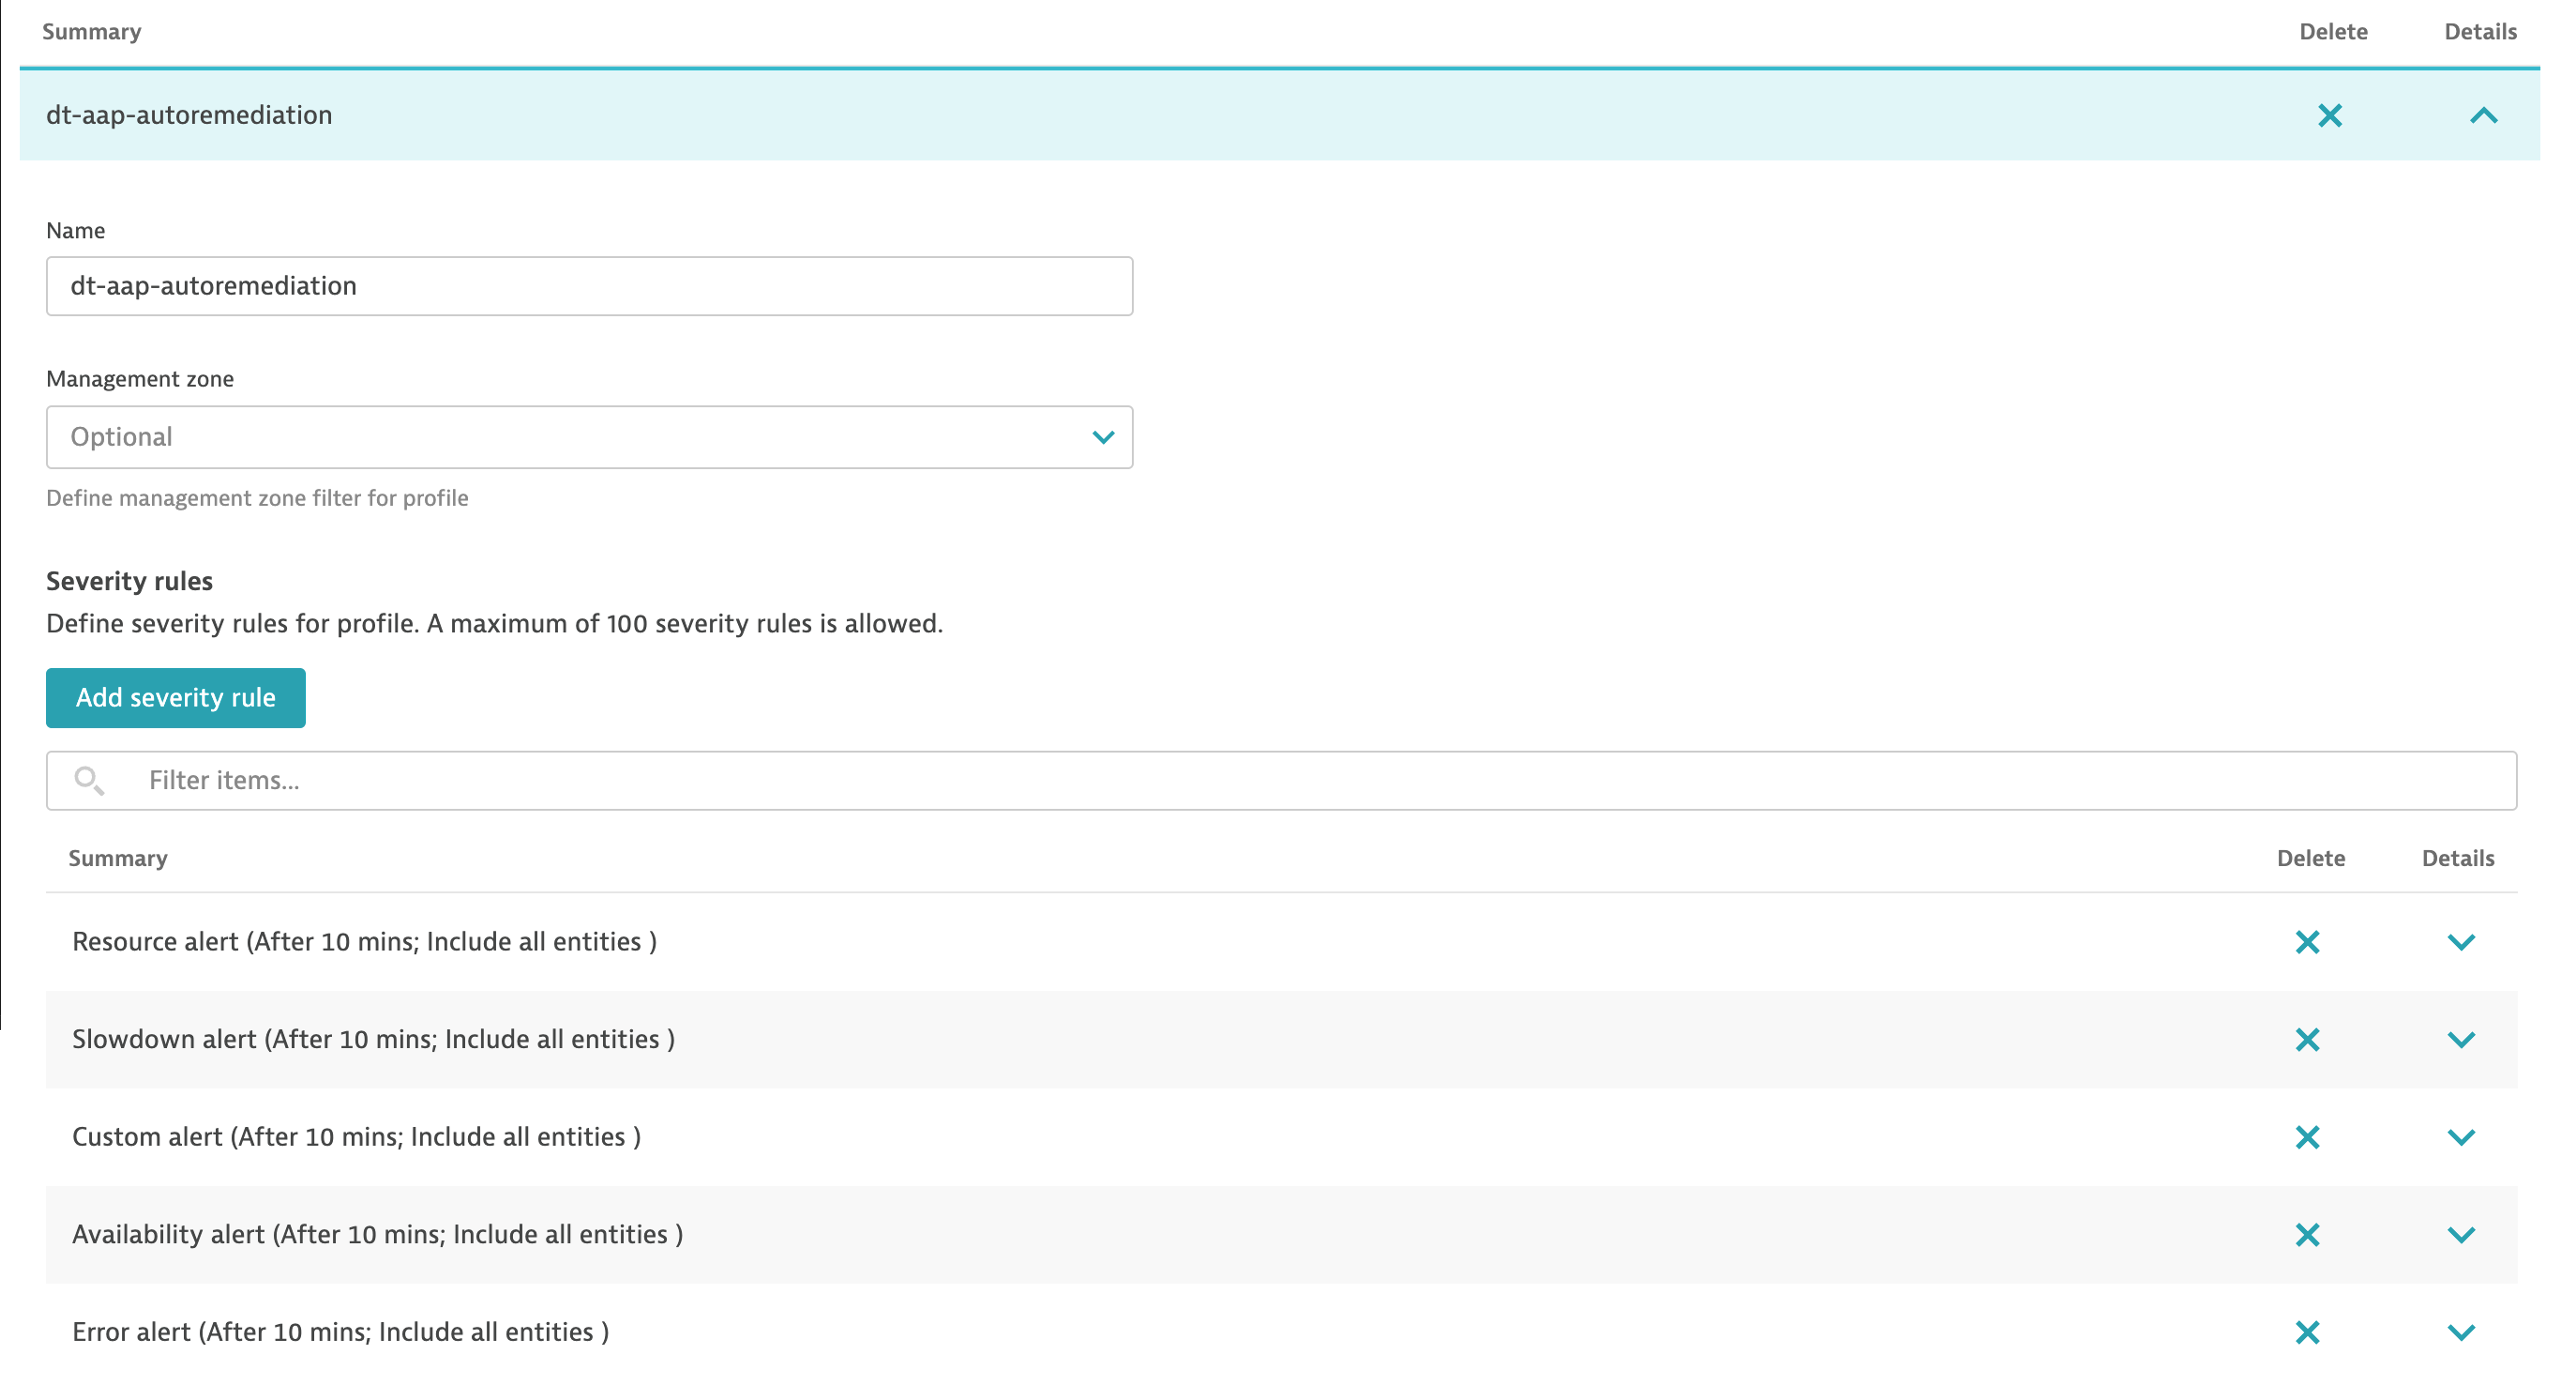 Summary Delete Details
dt-aap-autoremediation
Name
dt-aap-autoremediation
Management zone
Optional
Define management zone filter for profile
Severity rules
Define severity rules for profile. A maximum of 100 severity rules is allowed.
Add severity rule
Filter items...
Summary Delete Details
Resource alert (After 10 mins; Include all entities )
Slowdown alert (After 10 mins; Include all entities )
Custom alert (After 10 mins; Include all entities )
Availability alert (After 10 mins; Include all entities )
Error alert (After 10 mins; Include all entities )